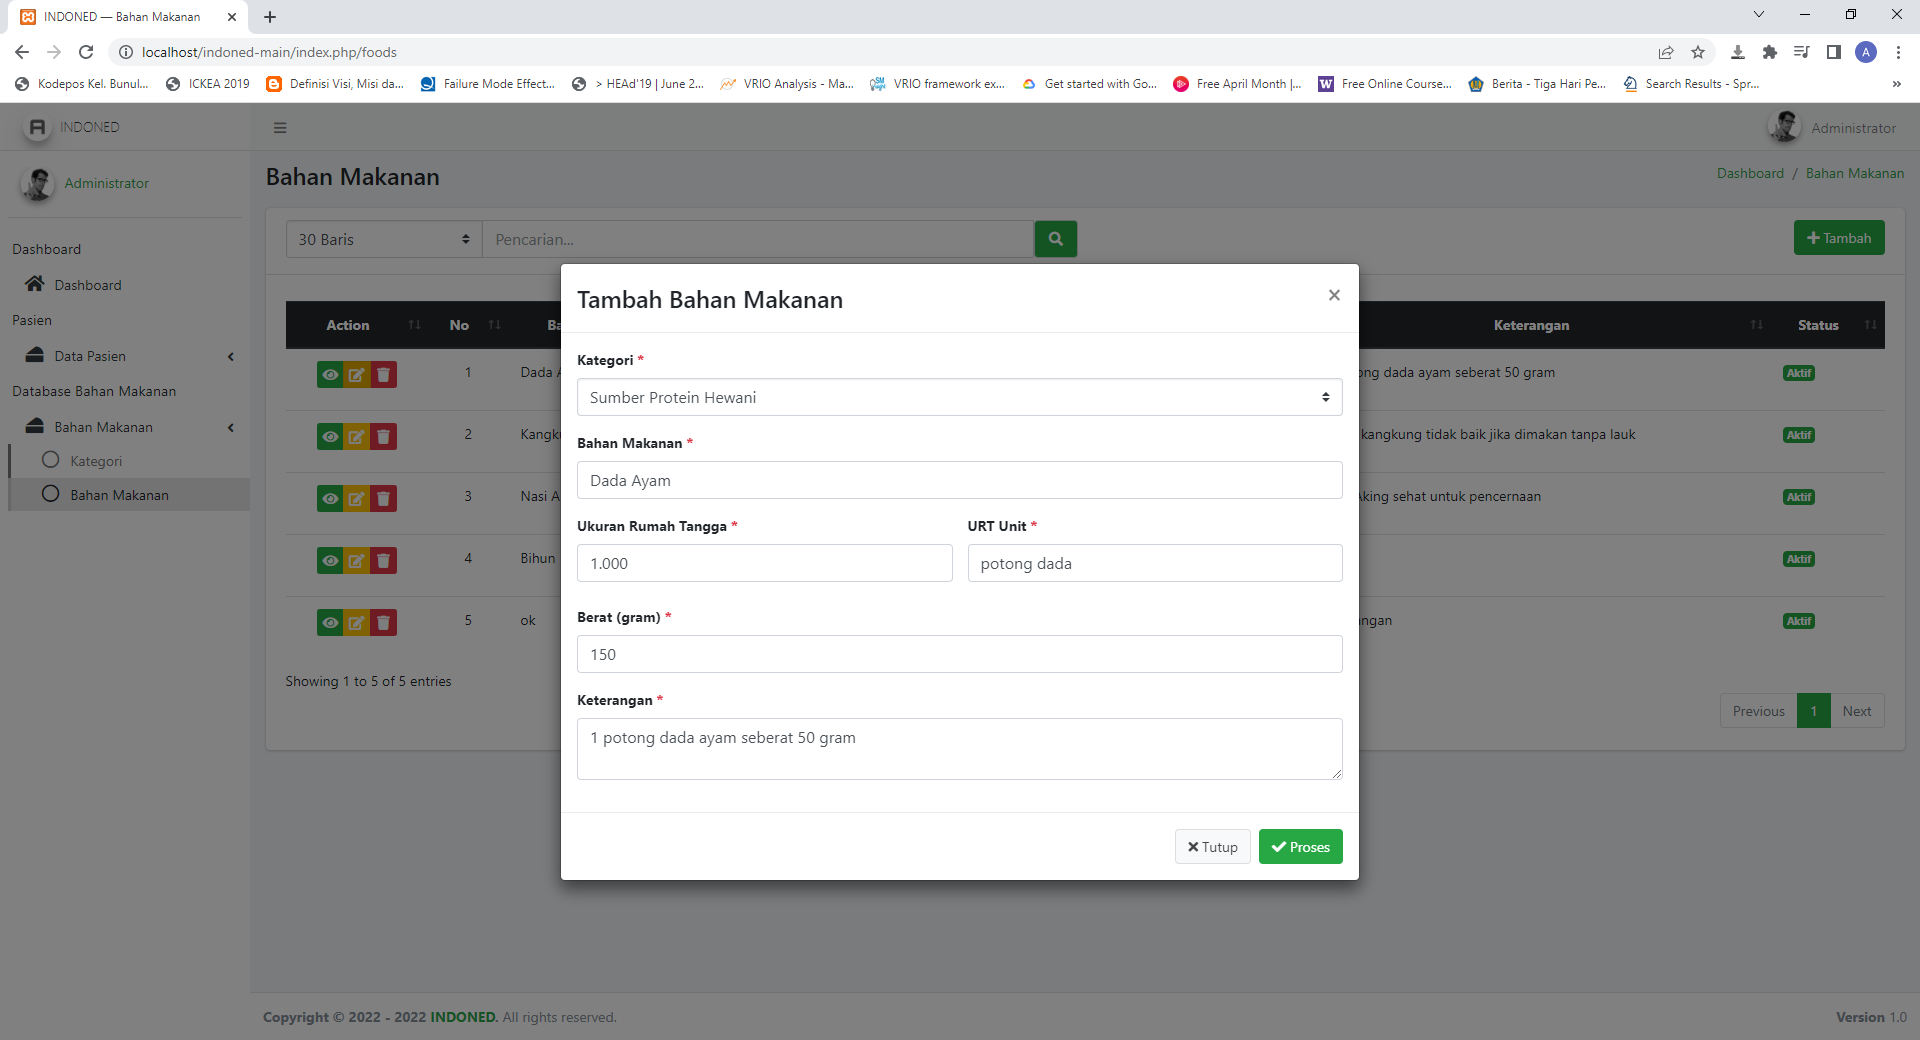 INDONED — Bahan Makanan
localhost/indoned-main/index.php/foods
A
Kodepos Kel. Bunul...
ICKEA 2019
Definisi Visi, Misi da...
Failure Mode Effect...
> HEAd'19 | June 2...
VRIO Analysis - Ma...
VRIO framework ex...
Get started with Go...
Free April Month |...
Free Online Course...
Berita - Tiga Hari Pe...
Search Results - Spr...
»
INDONED
Administrator
Administrator
Bahan Makanan
Dashboard / Bahan Makanan
Dashboard
Dashboard
Pasien
Data Pasien
Database Bahan Makanan
Bahan Makanan
Kategori
Bahan Makanan
30 Baris
Pencarian...
Tambah
Action No Ba Keterangan Status
1 Dada A ong dada ayam seberat 50 gram Aktif
2 Kangku kangkung tidak baik jika dimakan tanpa lauk Aktif
3 Nasi A Aking sehat untuk pencernaan Aktif
4 Bihun Aktif
5 ok angan Aktif
Showing 1 to 5 of 5 entries
Previous 1 Next
Tambah Bahan Makanan
×
Kategori *
Sumber Protein Hewani
Bahan Makanan *
Dada Ayam
Ukuran Rumah Tangga * URT Unit *
1.000 potong dada
Berat (gram) *
150
Keterangan *
1 potong dada ayam seberat 50 gram
Tutup Proses
Copyright © 2022 - 2022 INDONED. All rights reserved.
Version 1.0